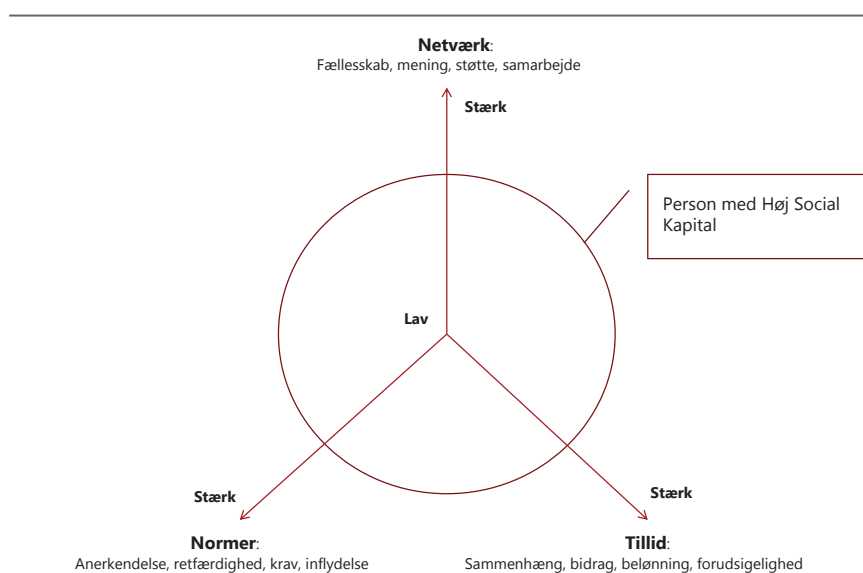 Netværk:
Fællesskab, mening, støtte, samarbejde
Stærk
Person med Høj Social
Kapital
Lav
Stærk
Stærk
Normer:
Anerkendelse, retfærdighed, krav, inflydelse
Tillid:
Sammenhæng, bidrag, belønning, forudsigelighed